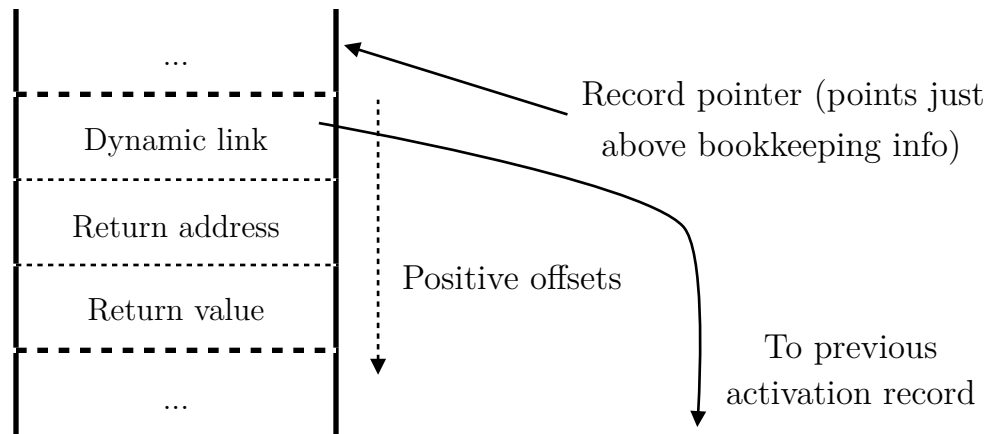 ...
Record pointer (points just
above bookkeeping info)
Dynamic link
Return address
Positive offsets
Return value
To previous
activation record
...